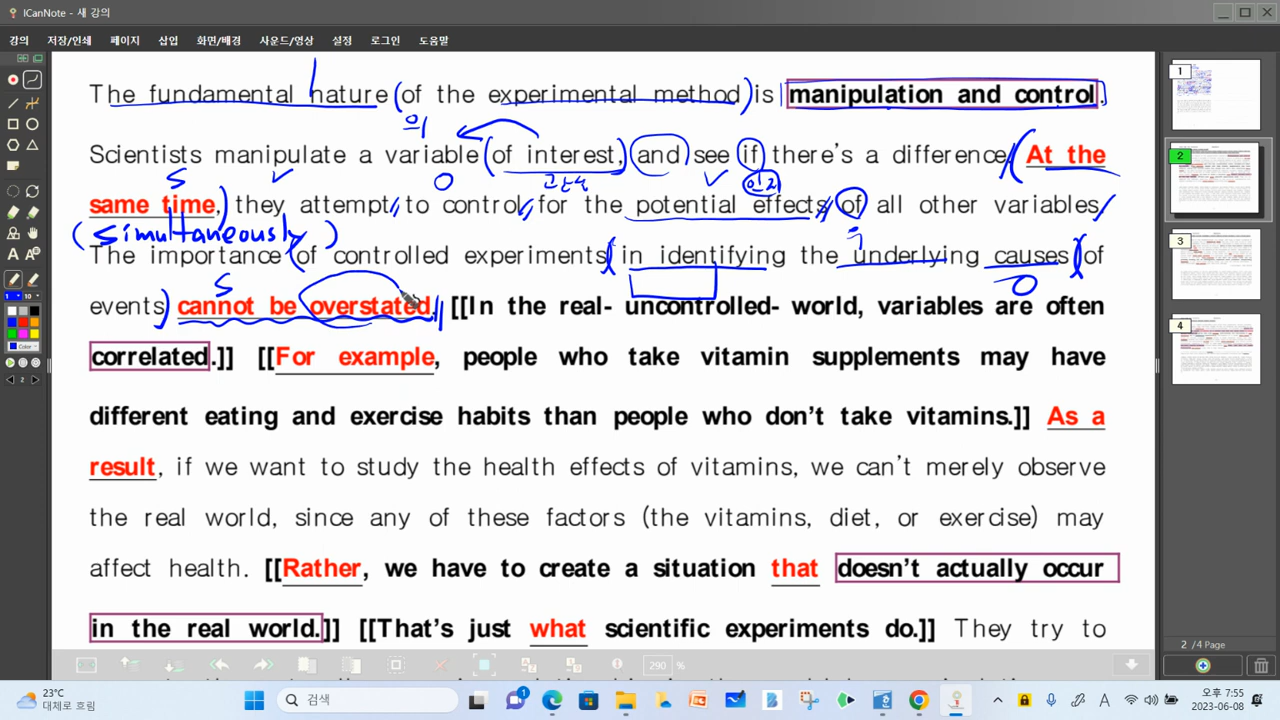 ICanNote - 새 강의
강의 저장/인쇄 페이지 삽입 화면/배경 사운드/영상 설정 로그인 도움말
The fundamental nature (of the experimental method) is manipulation and control.
의
Scientists manipulate a variable (of interest,) and see if there's a difference. At the
S O 관심 인지
same time, they attempt to control for the potential effects of all other variables.
(Simultaneously)
The importance of controlled experiments in identifying the underlying causes of
S O
events) cannot be overstated. [[In the real- uncontrolled- world, variables are often
correlated.]] [[For example, people who take vitamin supplements may have
different eating and exercise habits than people who don't take vitamins.]] As a
result, if we want to study the health effects of vitamins, we can't merely observe
the real world, since any of these factors (the vitamins, diet, or exercise) may
affect health. [[Rather, we have to create a situation that doesn't actually occur
in the real world.]] [[That's just what scientific experiments do.]] They try to
1
2
3
4
Color
2
290 %
2 /4 Page
23°C
대체로 흐림
검색
1
A
오후 7:55
2023-06-08